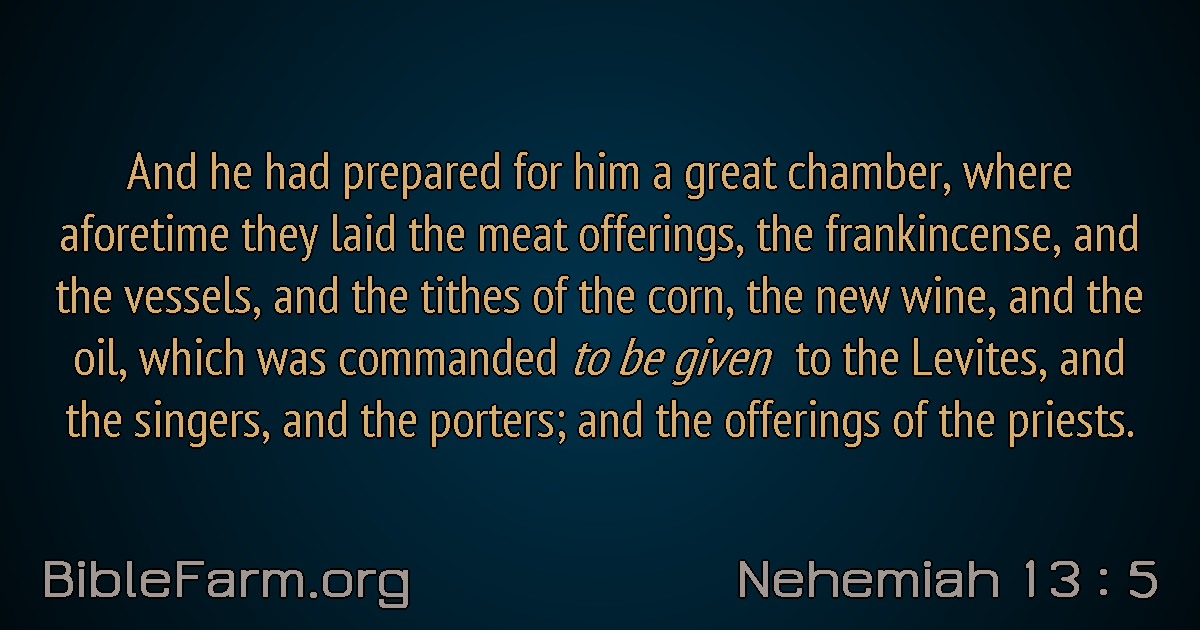 And he had prepared for him a great chamber, where
aforetime they laid the meat offerings, the frankincense, and
the vessels, and the tithes of the corn, the new wine, and the
oil, which was commanded to be given to the Levites, and
the singers, and the porters; and the offerings of the priests.
BibleFarm.org
Nehemiah 13 : 5